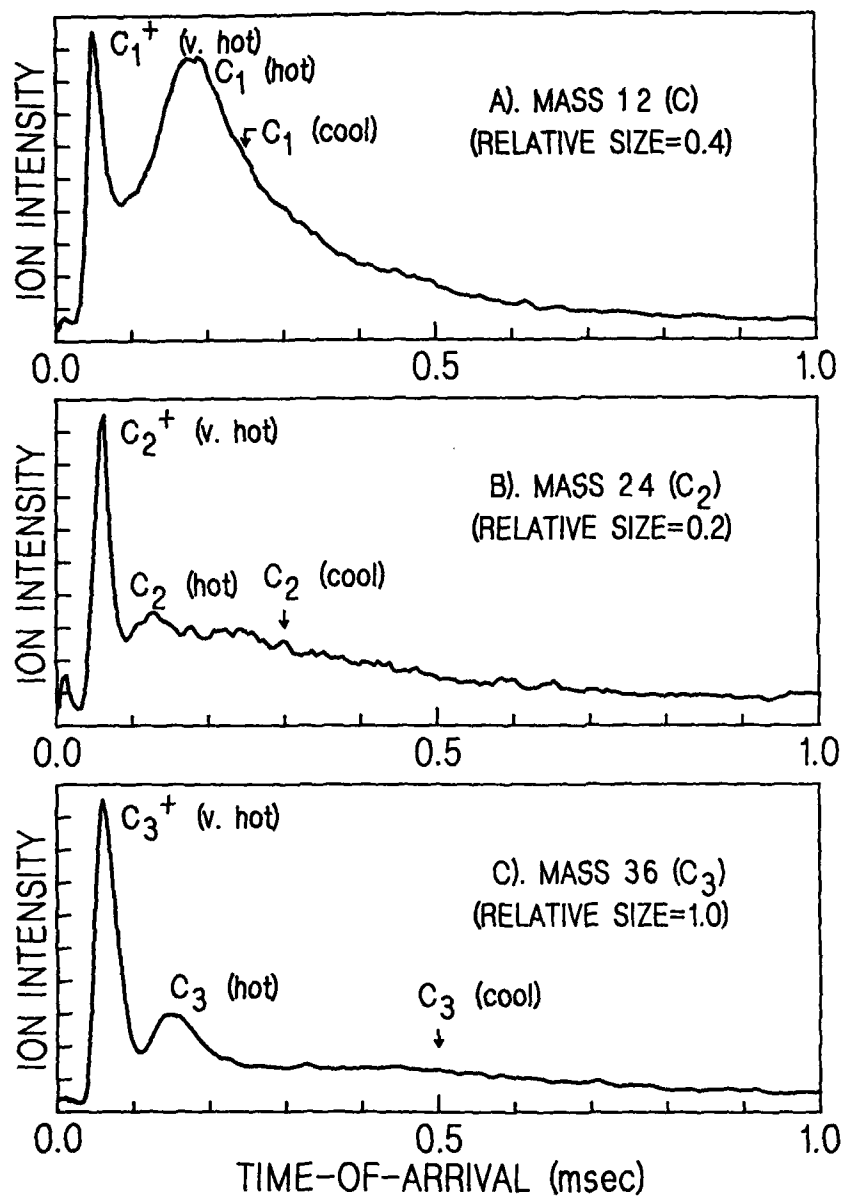 ION INTENSITY
C₁⁺ (v. hot)
C₁ (hot)
C₁ (cool)
A). MASS 12 (C)
(RELATIVE SIZE=0.4)
0.0 0.5 1.0
ION INTENSITY
C₂⁺ (v. hot)
C₂ (hot)
C₂ (cool)
B). MASS 24 (C₂)
(RELATIVE SIZE=0.2)
0.0 0.5 1.0
ION INTENSITY
C₃⁺ (v. hot)
C₃ (hot)
C₃ (cool)
C). MASS 36 (C₃)
(RELATIVE SIZE=1.0)
0.0 0.5 1.0
TIME-OF-ARRIVAL (msec)